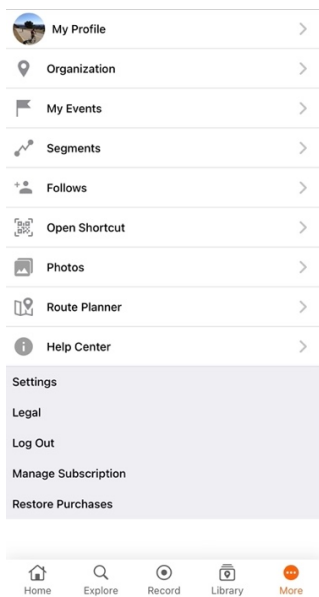 My Profile
Organization
My Events
Segments
Follows
Open Shortcut
Photos
Route Planner
Help Center
Settings
Legal
Log Out
Manage Subscription
Restore Purchases
Home Explore Record Library More